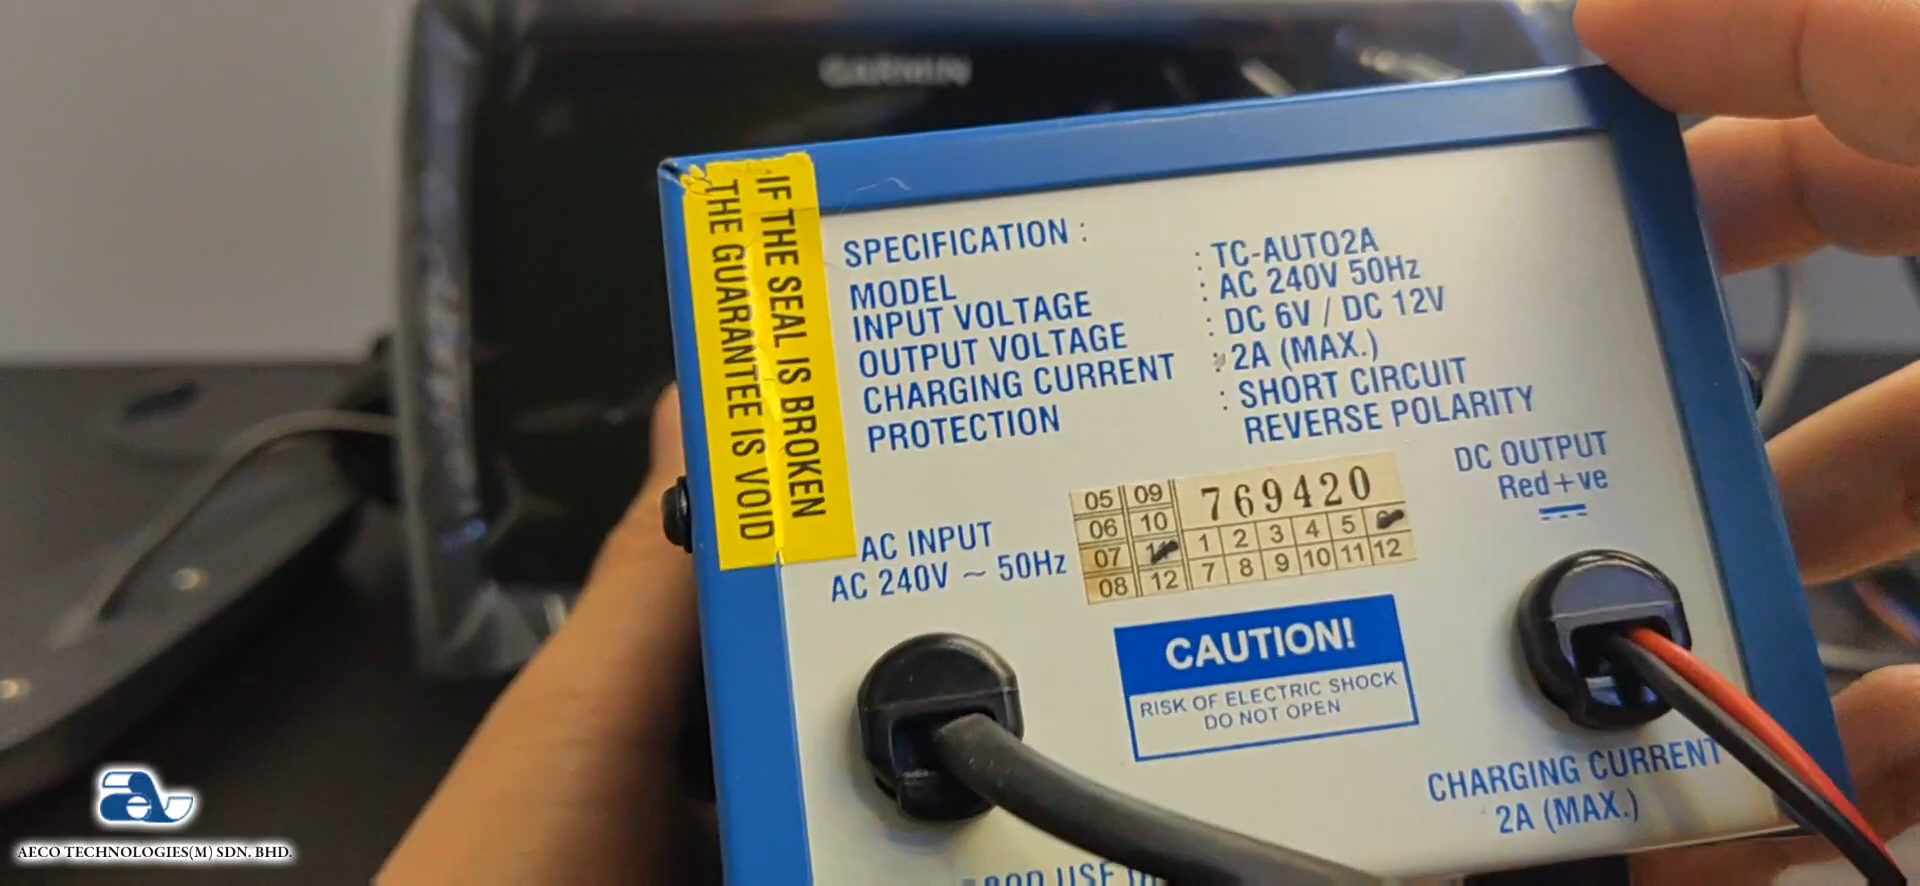 GARMIN
IF THE SEAL IS BROKEN
THE GUARANTEE IS VOID
SPECIFICATION :
MODEL : TC-AUTO2A
INPUT VOLTAGE : AC 240V 50Hz
OUTPUT VOLTAGE : DC 6V / DC 12V
CHARGING CURRENT : 2A (MAX.)
PROTECTION : SHORT CIRCUIT
REVERSE POLARITY
DC OUTPUT
Red+ve
AC INPUT
AC 240V ~ 50Hz
05 09 769420
06 10 1 2 3 4 5
07 7 8 9 10 11 12
08 12
CAUTION!
RISK OF ELECTRIC SHOCK
DO NOT OPEN
CHARGING CURRENT
2A (MAX.)
USE
AECO TECHNOLOGIES(M) SDN. BHD.